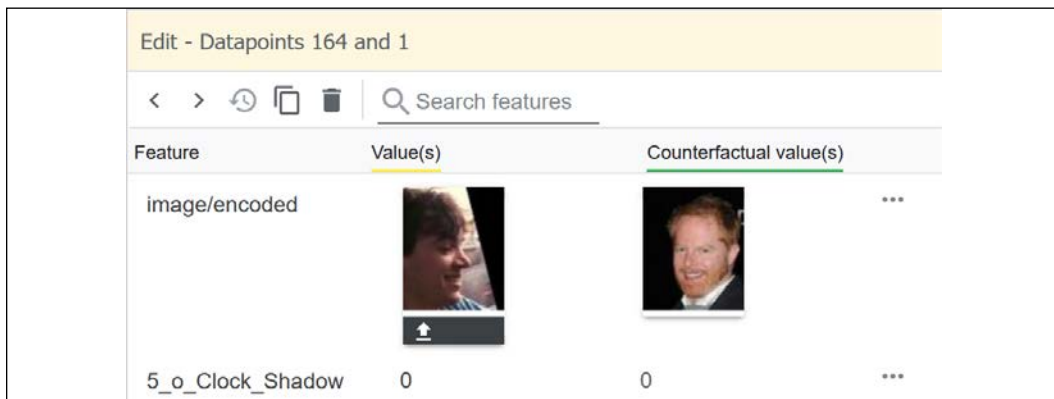 Edit - Datapoints 164 and 1
Search features
Feature Value(s) Counterfactual value(s)
image/encoded
5_o_Clock_Shadow 0 0